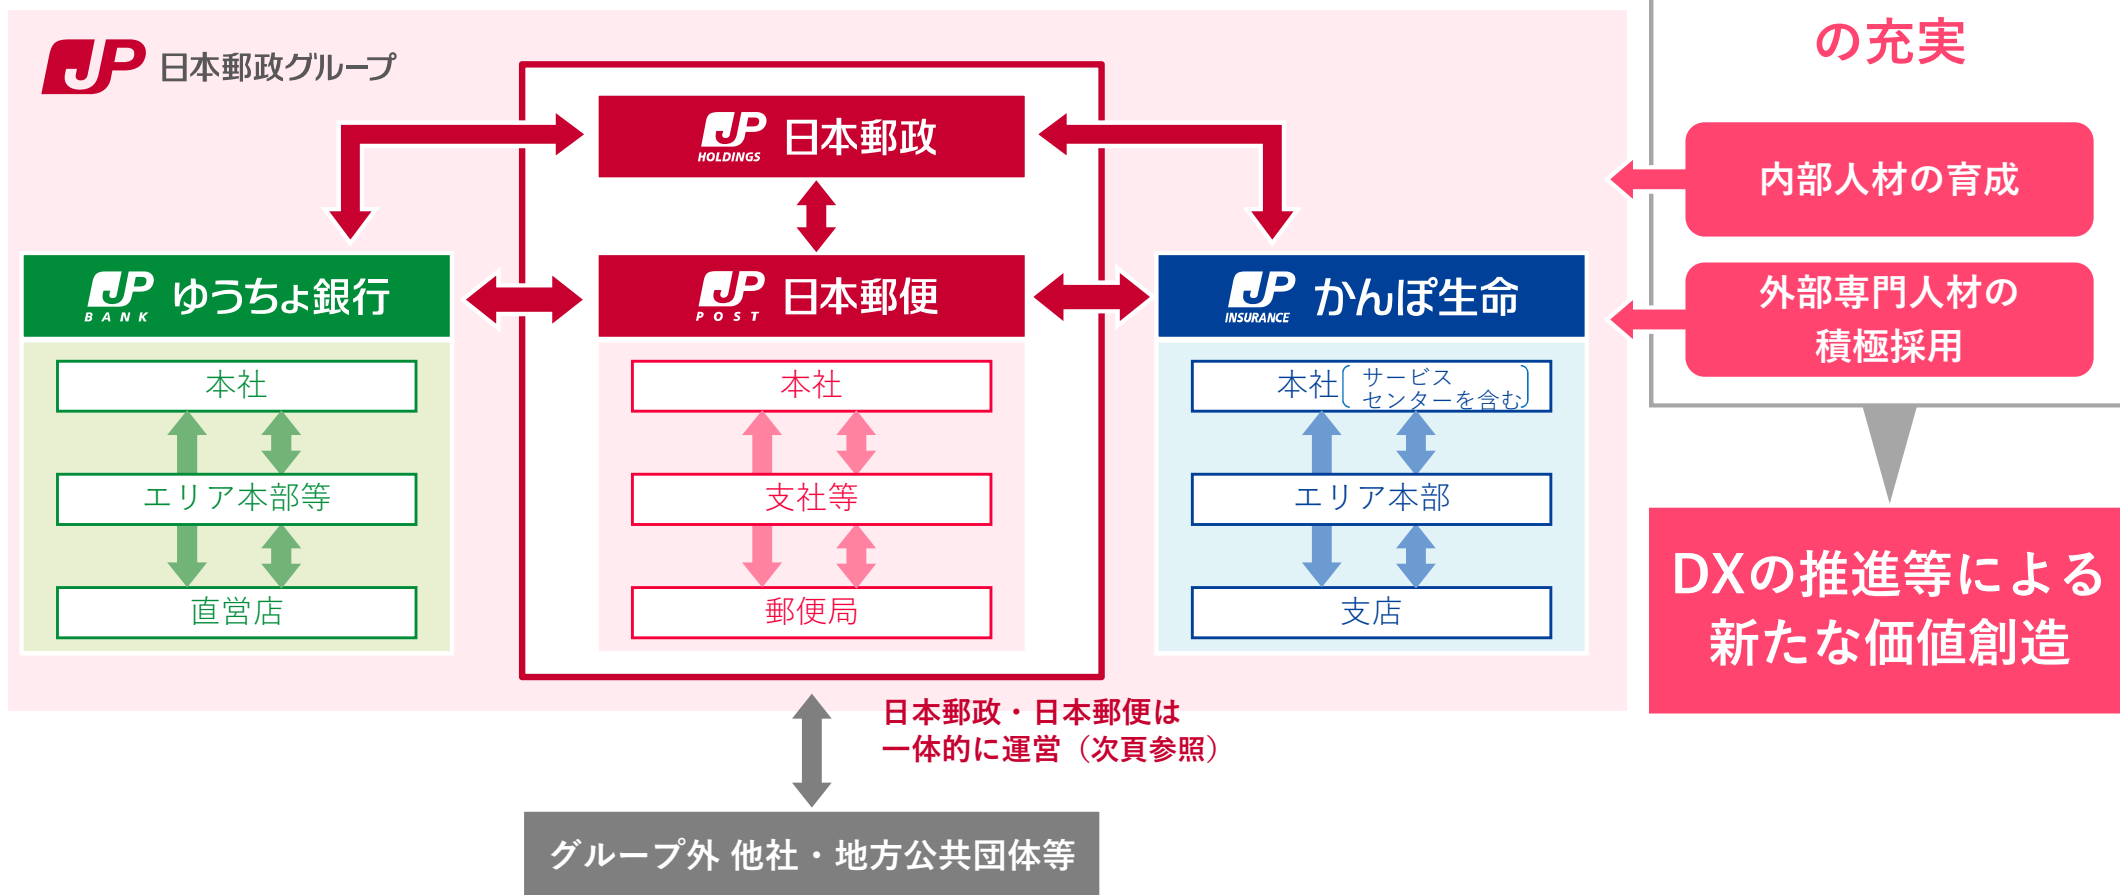 JP 日本郵政グループ
JP HOLDINGS 日本郵政
JP BANK ゆうちょ銀行
本社
エリア本部等
直営店
JP POST 日本郵便
本社
支社等
郵便局
JP INSURANCE かんぽ生命
本社(サービス
センターを含む)
エリア本部
支店
日本郵政・日本郵便は
一体的に運営（次頁参照）
グループ外 他社・地方公共団体等
の充実
内部人材の育成
外部専門人材の
積極採用
DXの推進等による
新たな価値創造